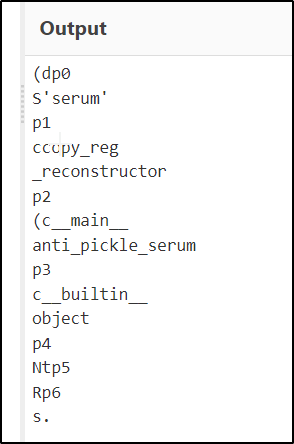 Output
(dp0
S'serum'
p1
ccopy_reg
_reconstructor
p2
(c__main__
anti_pickle_serum
p3
c__builtin__
object
p4
Ntp5
Rp6
s.